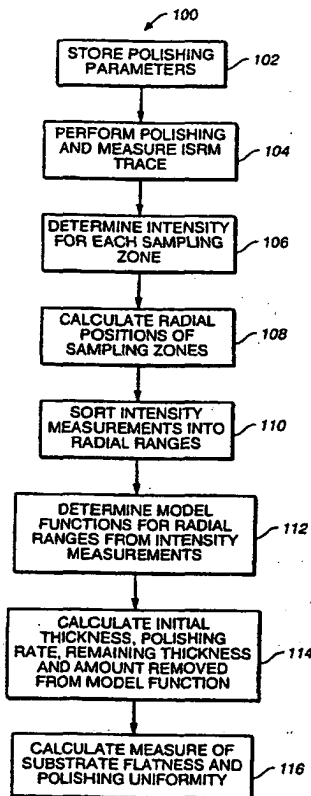 100
STORE POLISHING
PARAMETERS
102
PERFORM POLISHING
AND MEASURE ISRM
TRACE
104
DETERMINE INTENSITY
FOR EACH SAMPLING
ZONE
106
CALCULATE RADIAL
POSITIONS OF
SAMPLING ZONES
108
SORT INTENSITY
MEASUREMENTS INTO
RADIAL RANGES
110
DETERMINE MODEL
FUNCTIONS FOR RADIAL
RANGES FROM INTENSITY
MEASUREMENTS
112
CALCULATE INITIAL
THICKNESS, POLISHING
RATE, REMAINING THICKNESS
AND AMOUNT REMOVED
FROM MODEL FUNCTION
114
CALCULATE MEASURE OF
SUBSTRATE FLATNESS AND
POLISHING UNIFORMITY
116